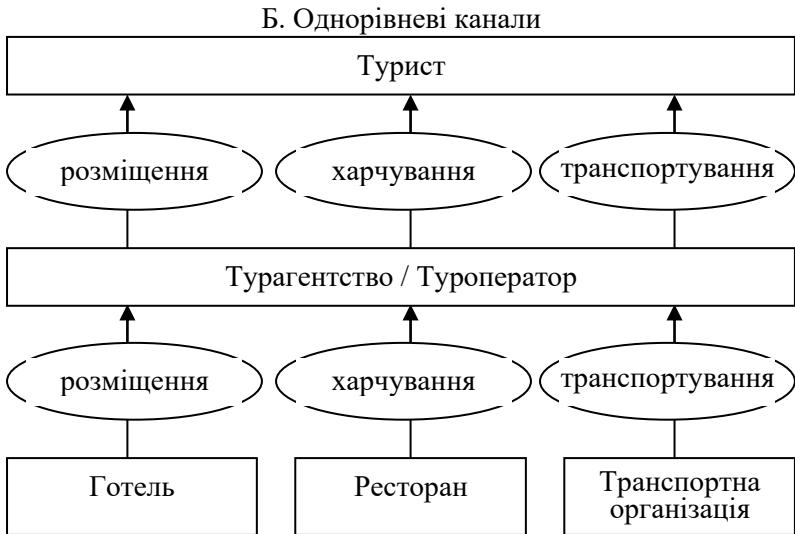 Б. Однорівневі канали
Турист
розміщення
харчування
транспортування
Турагентство / Туроператор
розміщення
харчування
транспортування
Готель
Ресторан
Транспортна
організація